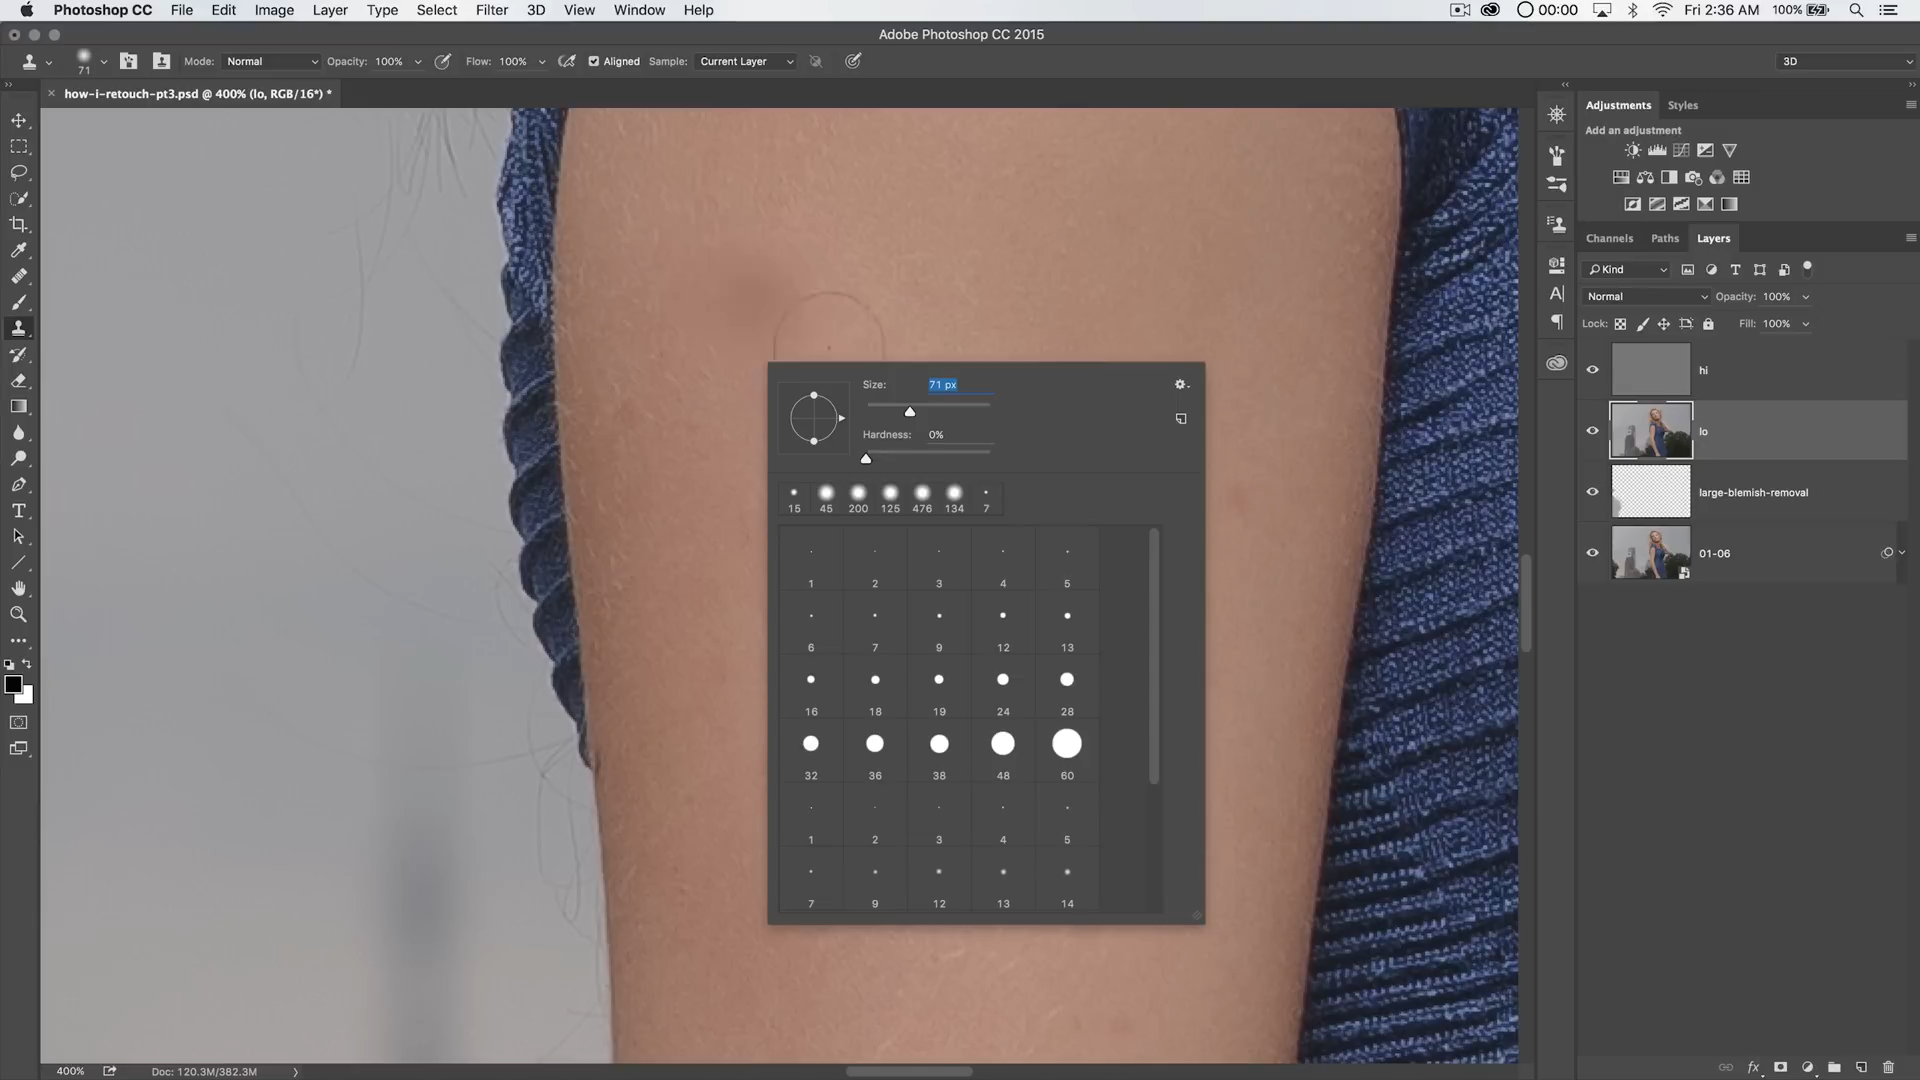 Photoshop CC File Edit Image Layer Type Select Filter 3D View Window Help 00:00 Fri 2:36 AM 100%
Adobe Photoshop CC 2015
71 Mode: Normal Opacity: 100% Flow: 100% Aligned Sample: Current Layer 3D
how-i-retouch-pt3.psd @ 400% (lo, RGB/16*) *
Adjustments Styles
Add an adjustment
Channels Paths Layers
Kind
Normal Opacity: 100%
Lock: Fill: 100%
hi
lo
large-blemish-removal
01-06
Size: 71 px
Hardness: 0%
15 45 200 125 476 134 7
1 2 3 4 5
6 7 9 12 13
16 18 19 24 28
32 36 38 48 60
1 2 3 4 5
7 9 12 13 14
400% Doc: 120.3M/382.3M